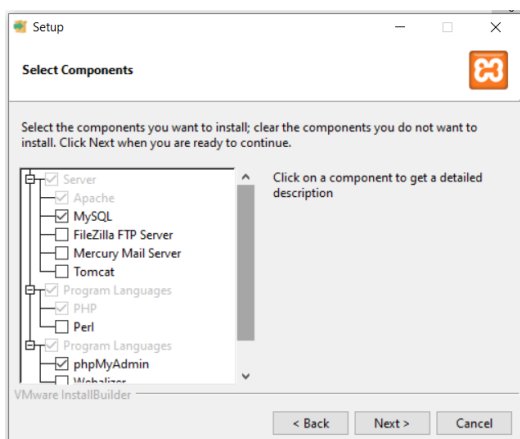 Setup
Select Components
Select the components you want to install; clear the components you do not want to
install. Click Next when you are ready to continue.
Server
Apache
MySQL
FileZilla FTP Server
Mercury Mail Server
Tomcat
Program Languages
PHP
Perl
Program Languages
phpMyAdmin
Webalizer
Click on a component to get a detailed
description
VMware InstallBuilder
< Back
Next >
Cancel